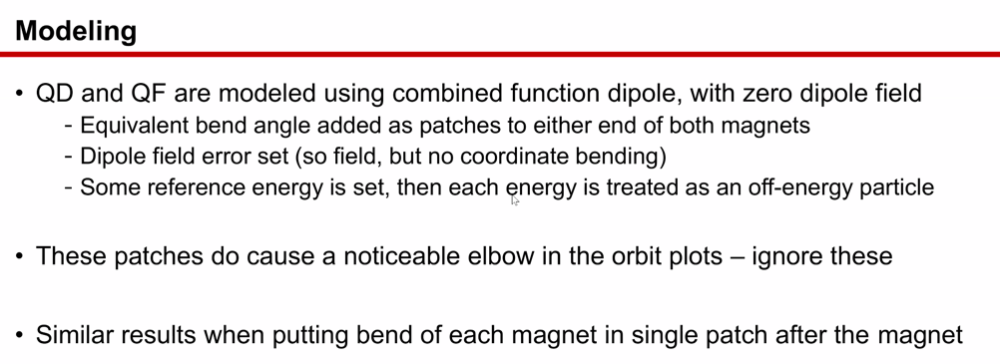 Modeling
• QD and QF are modeled using combined function dipole, with zero dipole field
- Equivalent bend angle added as patches to either end of both magnets
- Dipole field error set (so field, but no coordinate bending)
- Some reference energy is set, then each energy is treated as an off-energy particle
• These patches do cause a noticeable elbow in the orbit plots – ignore these
• Similar results when putting bend of each magnet in single patch after the magnet